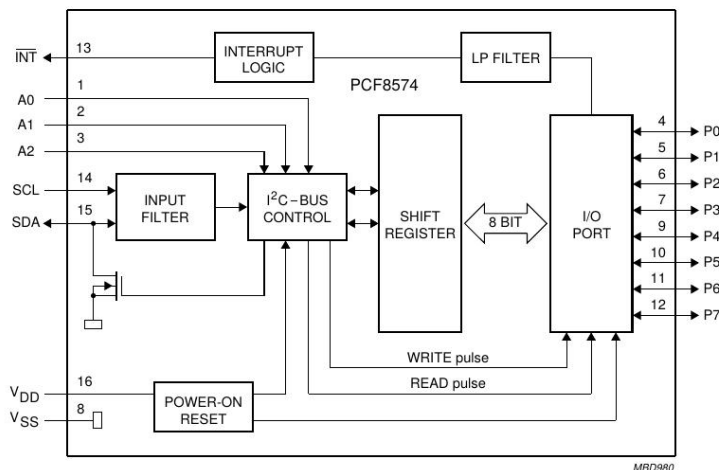 INT
13
INTERRUPT
LOGIC
LP FILTER
PCF8574
A0
1
A1
2
A2
3
SCL
14
SDA
15
INPUT
FILTER
I2C-BUS
CONTROL
SHIFT
REGISTER
8 BIT
I/O
PORT
4
P0
5
P1
6
P2
7
P3
9
P4
10
P5
11
P6
12
P7
WRITE pulse
READ pulse
VDD
16
VSS
8
POWER-ON
RESET
MBD980